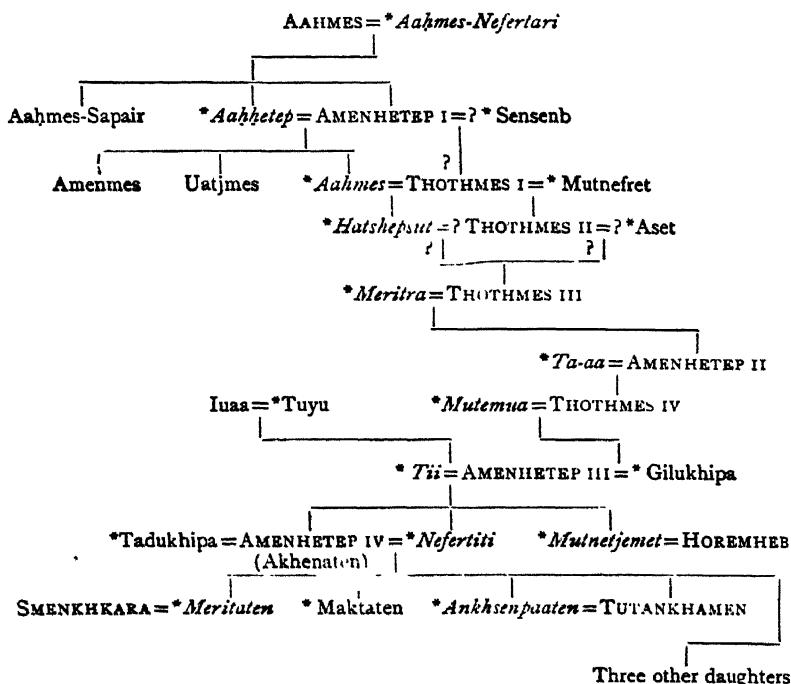 AAHMES=*Aaḥmes-Nefertari
Aaḥmes-Sapair *Aaḥḥetep=AMENHETEP I=?*Sensenb
?
Amenmes Uatjmes *Aahmes=THOTHMES I=*Mutnefret
*Hatshepsut=? THOTHMES II=?*Aset
? ?
*Meritra=THOTHMES III
*Ta-aa=AMENHETEP II
Iuaa=*Tuyu *Mutemua=THOTHMES IV
*Tii=AMENHETEP III=*Gilukhipa
*Tadukhipa=AMENHETEP IV=*Nefertiti *Mutnetjemet=HOREMHEB
(Akhenaten)
SMENKHKARA=*Meritaten *Maktaten *Ankhsenpaaten=TUTANKHAMEN
Three other daughters